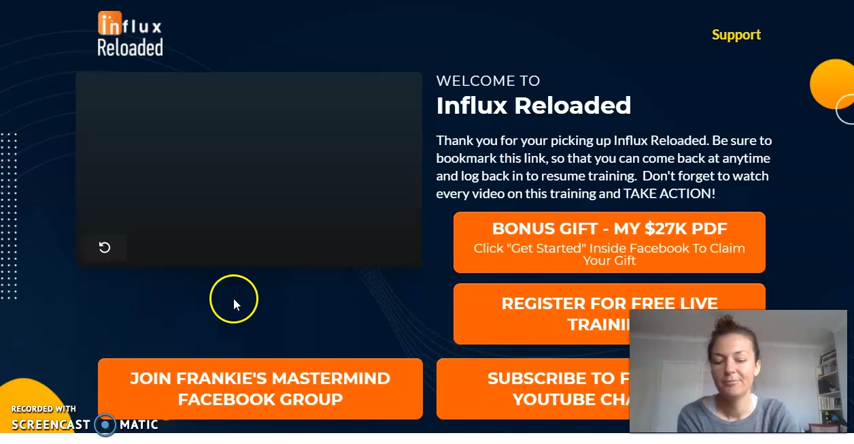 influx
Reloaded
Support
WELCOME TO
Influx Reloaded
Thank you for your picking up Influx Reloaded. Be sure to
bookmark this link, so that you can come back at anytime
and log back in to resume training. Don't forget to watch
every video on this training and TAKE ACTION!
BONUS GIFT - MY $27K PDF
Click "Get Started" Inside Facebook To Claim
Your Gift
REGISTER FOR FREE LIVE
JOIN FRANKIE'S MASTERMIND
FACEBOOK GROUP
SUBSCRIBE TO
YOUTUBE
RECORDED WITH
SCREENCAST MATIC